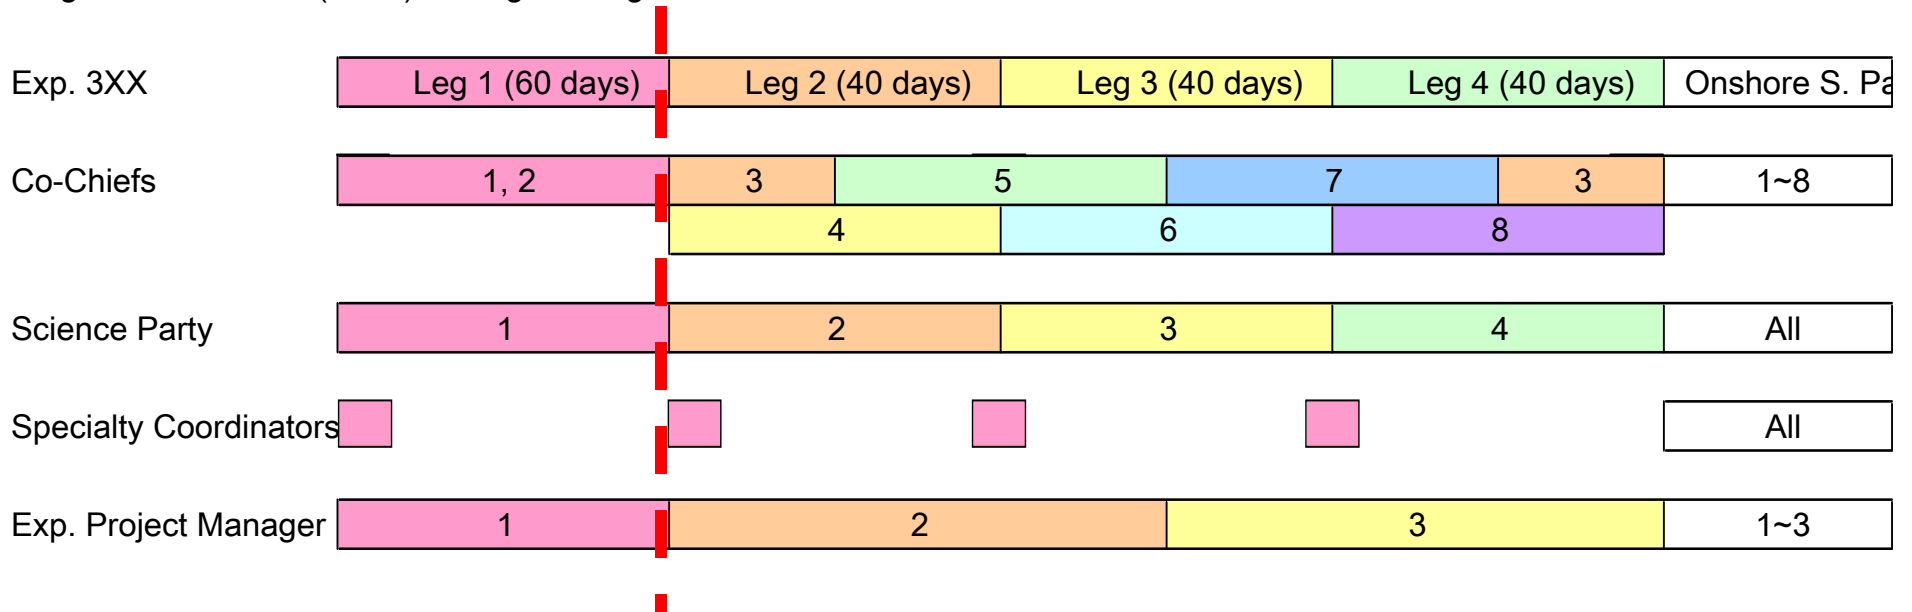 Exp. 3XX Leg 1 (60 days) Leg 2 (40 days) Leg 3 (40 days) Leg 4 (40 days) Onshore S. Pa
Co-Chiefs 1, 2 3 5 7 3 1~8
4 6 8
Science Party 1 2 3 4 All
Specialty Coordinators All
Exp. Project Manager 1 2 3 1~3